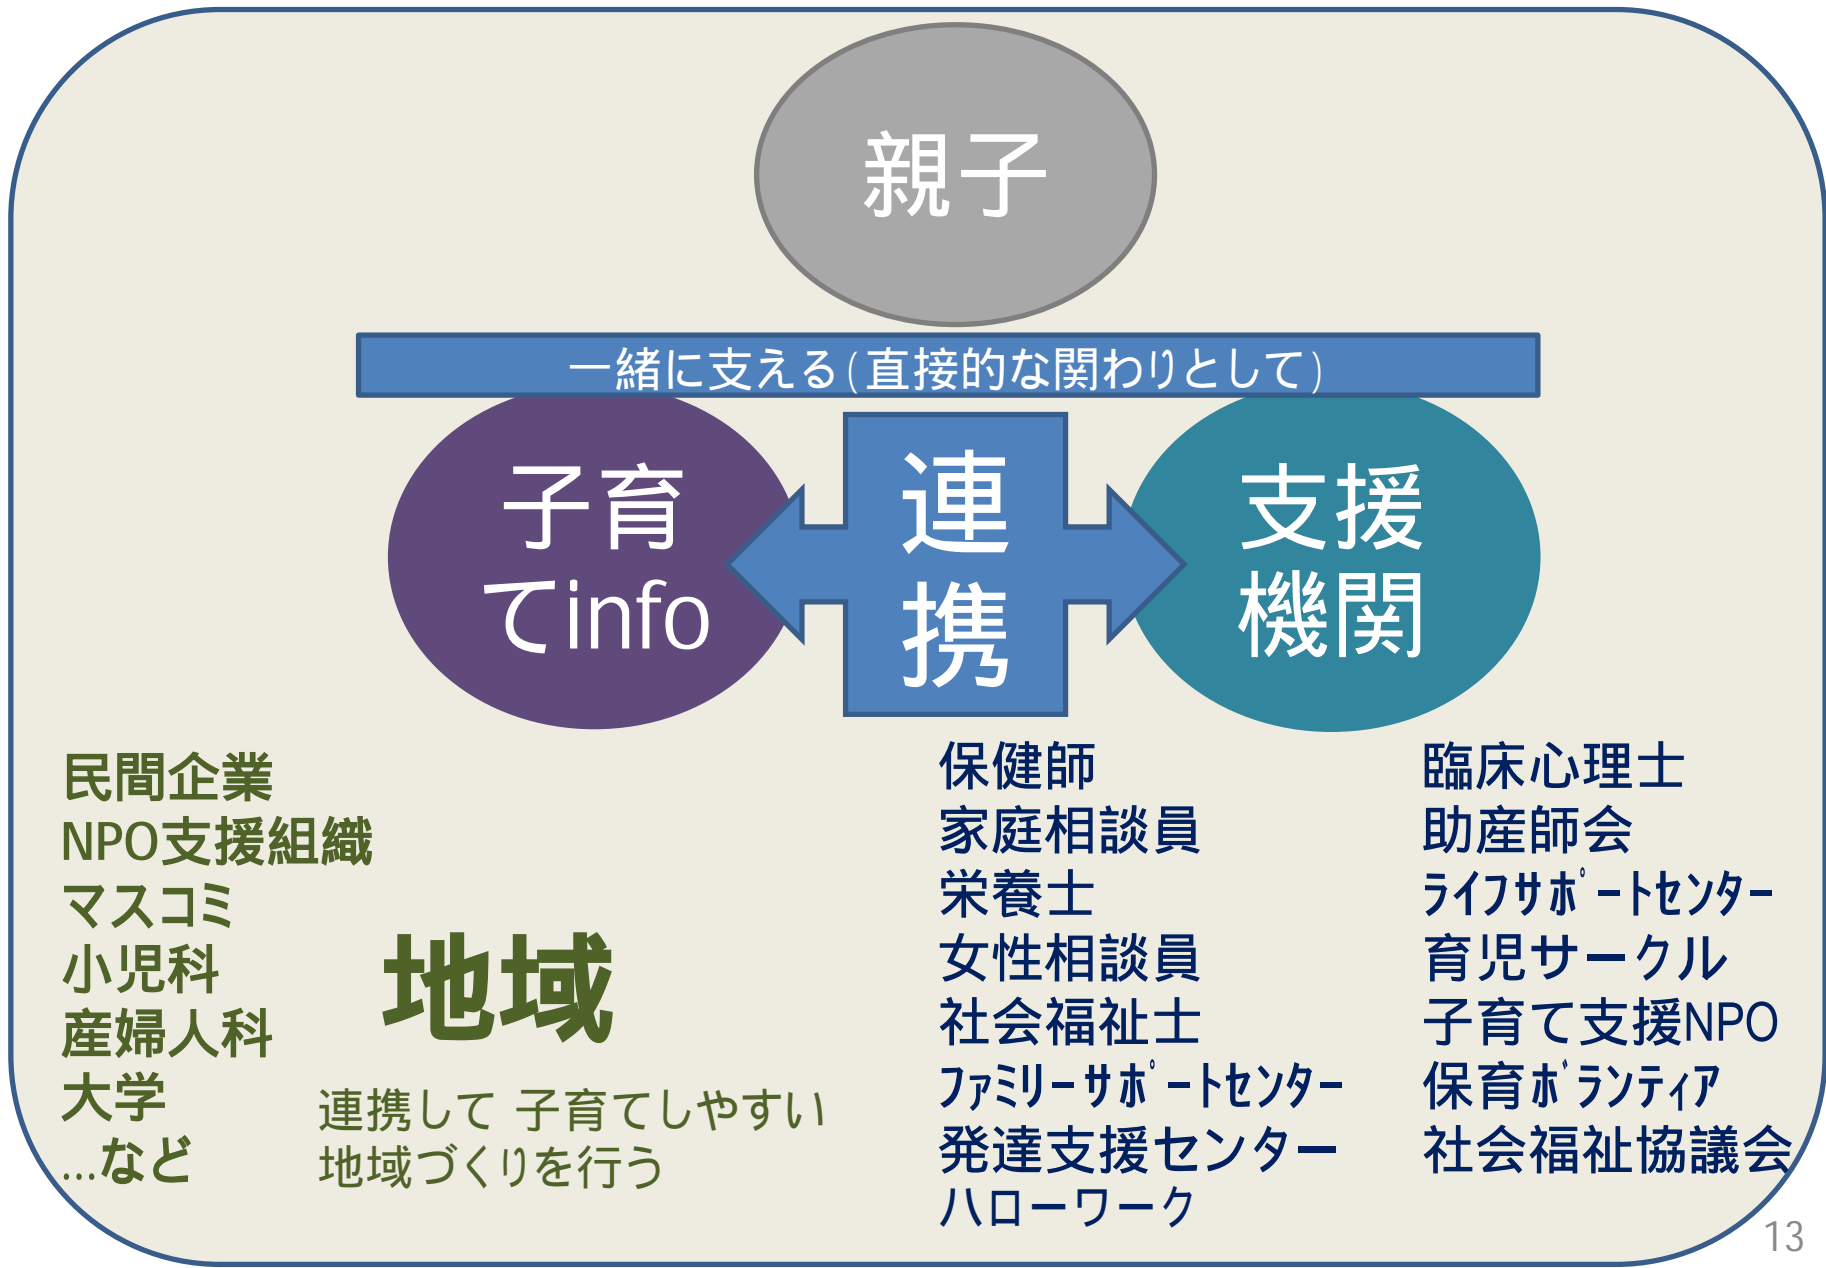 親子
一緒に支える(直接的な関わりとして)
子育
てinfo
連
携
支援
機関
民間企業
NPO支援組織
マスコミ
小児科
産婦人科
大学
…など
地域
連携して 子育てしやすい
地域づくりを行う
保健師
家庭相談員
栄養士
女性相談員
社会福祉士
ﾌｧﾐﾘｰｻﾎﾟｰﾄｾﾝﾀｰ
発達支援センター
ハローワーク
臨床心理士
助産師会
ﾗｲﾌｻﾎﾟｰﾄｾﾝﾀｰ
育児サークル
子育て支援NPO
保育ﾎﾞﾗﾝﾃｨｱ
社会福祉協議会
13